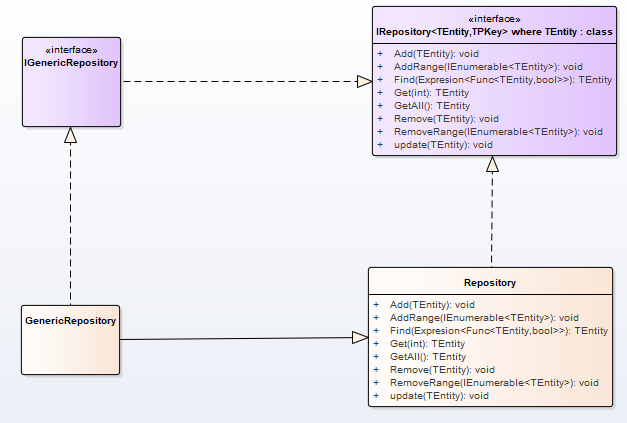 «interface»
IGenericRepository
«interface»
IRepository<TEntity,TPKey> where TEntity : class
+ Add(TEntity): void
+ AddRange(IEnumerable<TEntity>): void
+ Find(Expresion<Func<TEntity,bool>>): TEntity
+ Get(int): TEntity
+ GetAll(): TEntity
+ Remove(TEntity): void
+ RemoveRange(IEnumerable<TEntity>): void
+ update(TEntity): void
GenericRepository
Repository
+ Add(TEntity): void
+ AddRange(IEnumerable<TEntity>): void
+ Find(Expresion<Func<TEntity,bool>>): TEntity
+ Get(int): TEntity
+ GetAll(): TEntity
+ Remove(TEntity): void
+ RemoveRange(IEnumerable<TEntity>): void
+ update(TEntity): void